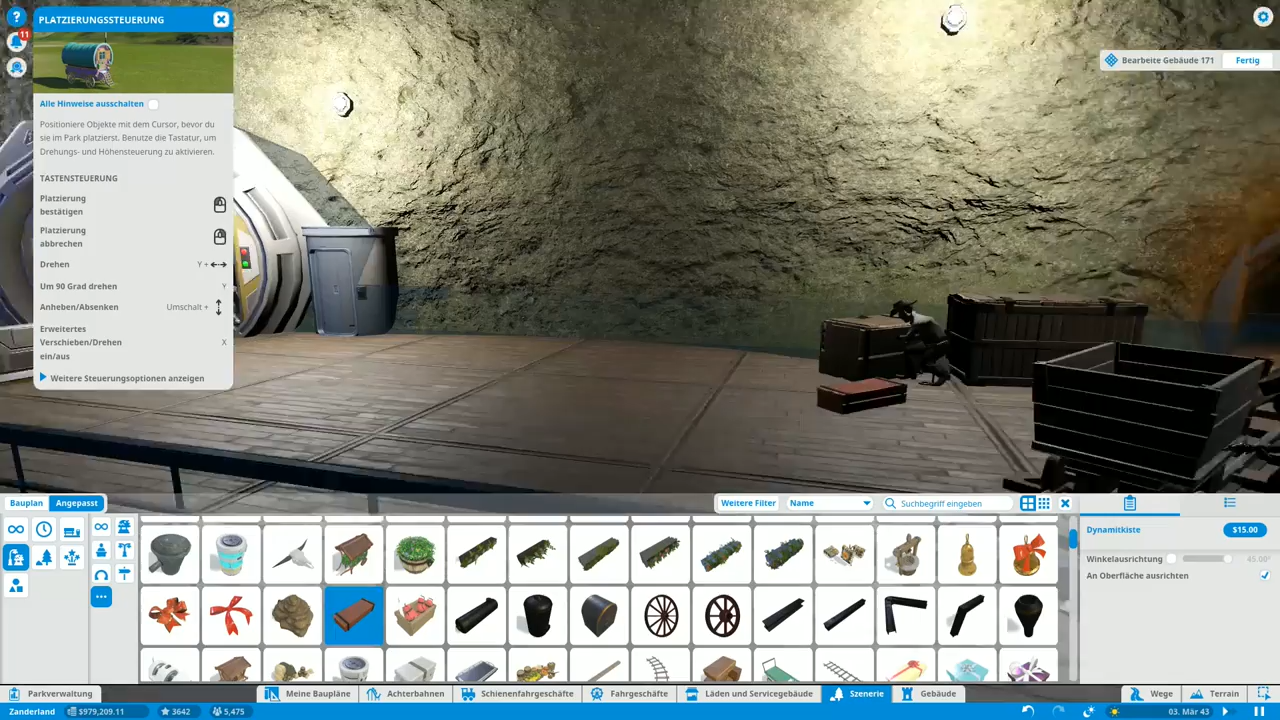 PLATZIERUNGSSTEUERUNG
11
Alle Hinweise ausschalten
Positioniere Objekte mit dem Cursor, bevor du
sie im Park platzierst. Benutze die Tastatur, um
Drehungs- und Höhensteuerung zu aktivieren.
TASTENSTEUERUNG
Platzierung
bestätigen
Platzierung
abbrechen
Drehen Y +
Um 90 Grad drehen Y
Anheben/Absenken Umschalt +
Erweitertes
Verschieben/Drehen X
ein/aus
Weitere Steuerungsoptionen anzeigen
Bearbeite Gebäude 171 Fertig
Bauplan Angepasst Weitere Filter Name Suchbegriff eingeben
Dynamitkiste $15.00
Winkelausrichtung 45.00°
An Oberfläche ausrichten
Parkverwaltung Meine Baupläne Achterbahnen Schienenfahrgeschäfte Fahrgeschäfte Läden und Servicegebäude Szenerie Gebäude Wege Terrain
Zanderland $979,209.11 3642 5,475 03. Mär 43